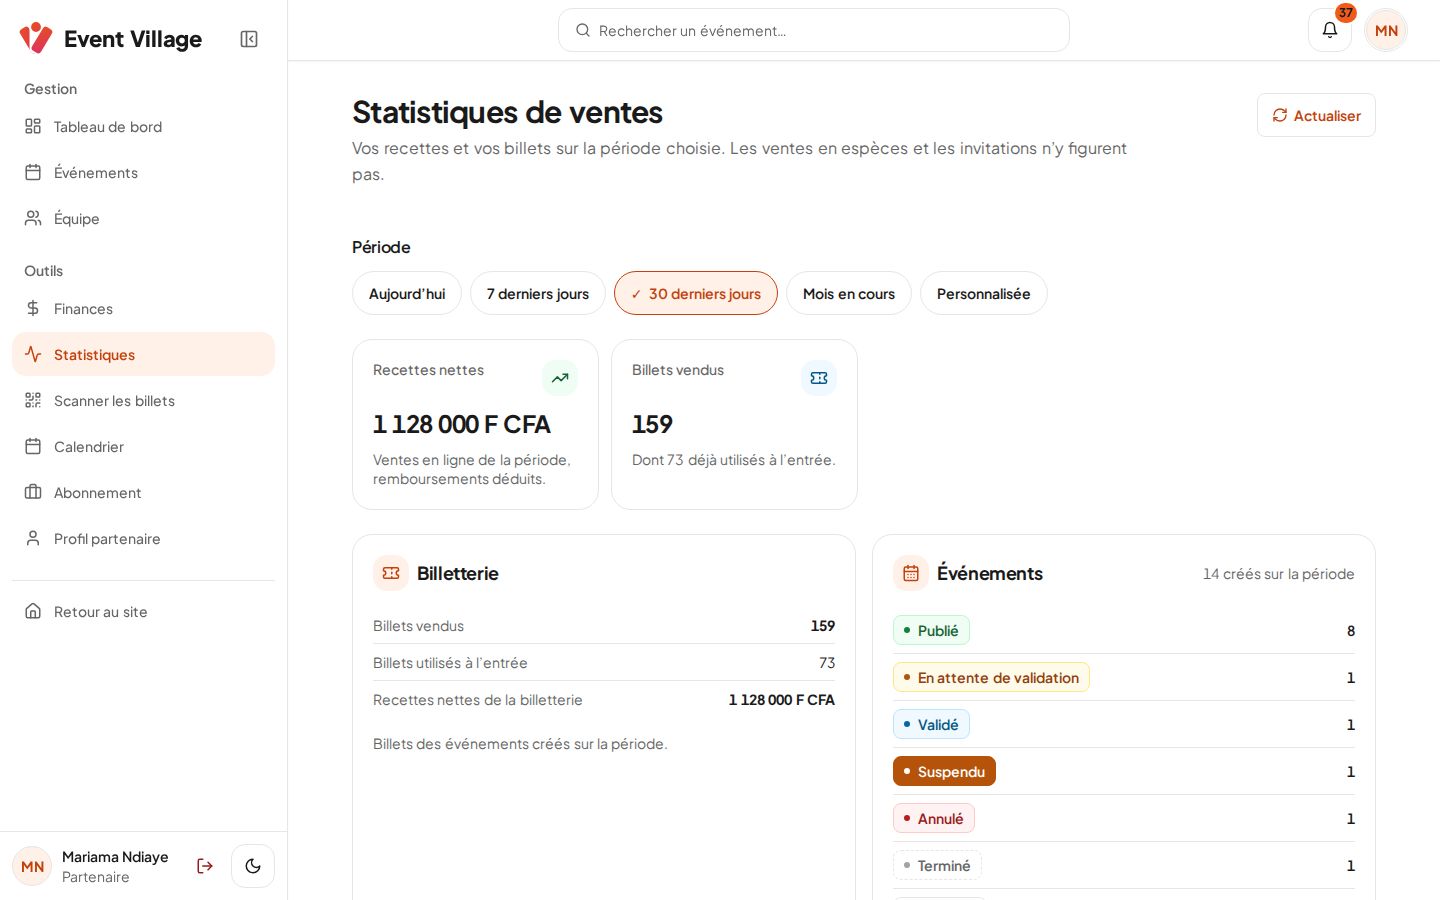 Event Village
Rechercher un événement…
37
MN
Gestion
Tableau de bord
Événements
Équipe
Outils
Finances
Statistiques
Scanner les billets
Calendrier
Abonnement
Profil partenaire
Retour au site
MN
Mariama Ndiaye
Partenaire
Statistiques de ventes
Actualiser
Vos recettes et vos billets sur la période choisie. Les ventes en espèces et les invitations n’y figurent
pas.
Période
Aujourd’hui
7 derniers jours
✓ 30 derniers jours
Mois en cours
Personnalisée
Recettes nettes
1 128 000 F CFA
Ventes en ligne de la période,
remboursements déduits.
Billets vendus
159
Dont 73 déjà utilisés à l’entrée.
Billetterie
Billets vendus 159
Billets utilisés à l’entrée 73
Recettes nettes de la billetterie 1 128 000 F CFA
Billets des événements créés sur la période.
Événements 14 créés sur la période
Publié 8
En attente de validation 1
Validé 1
Suspendu 1
Annulé 1
Terminé 1